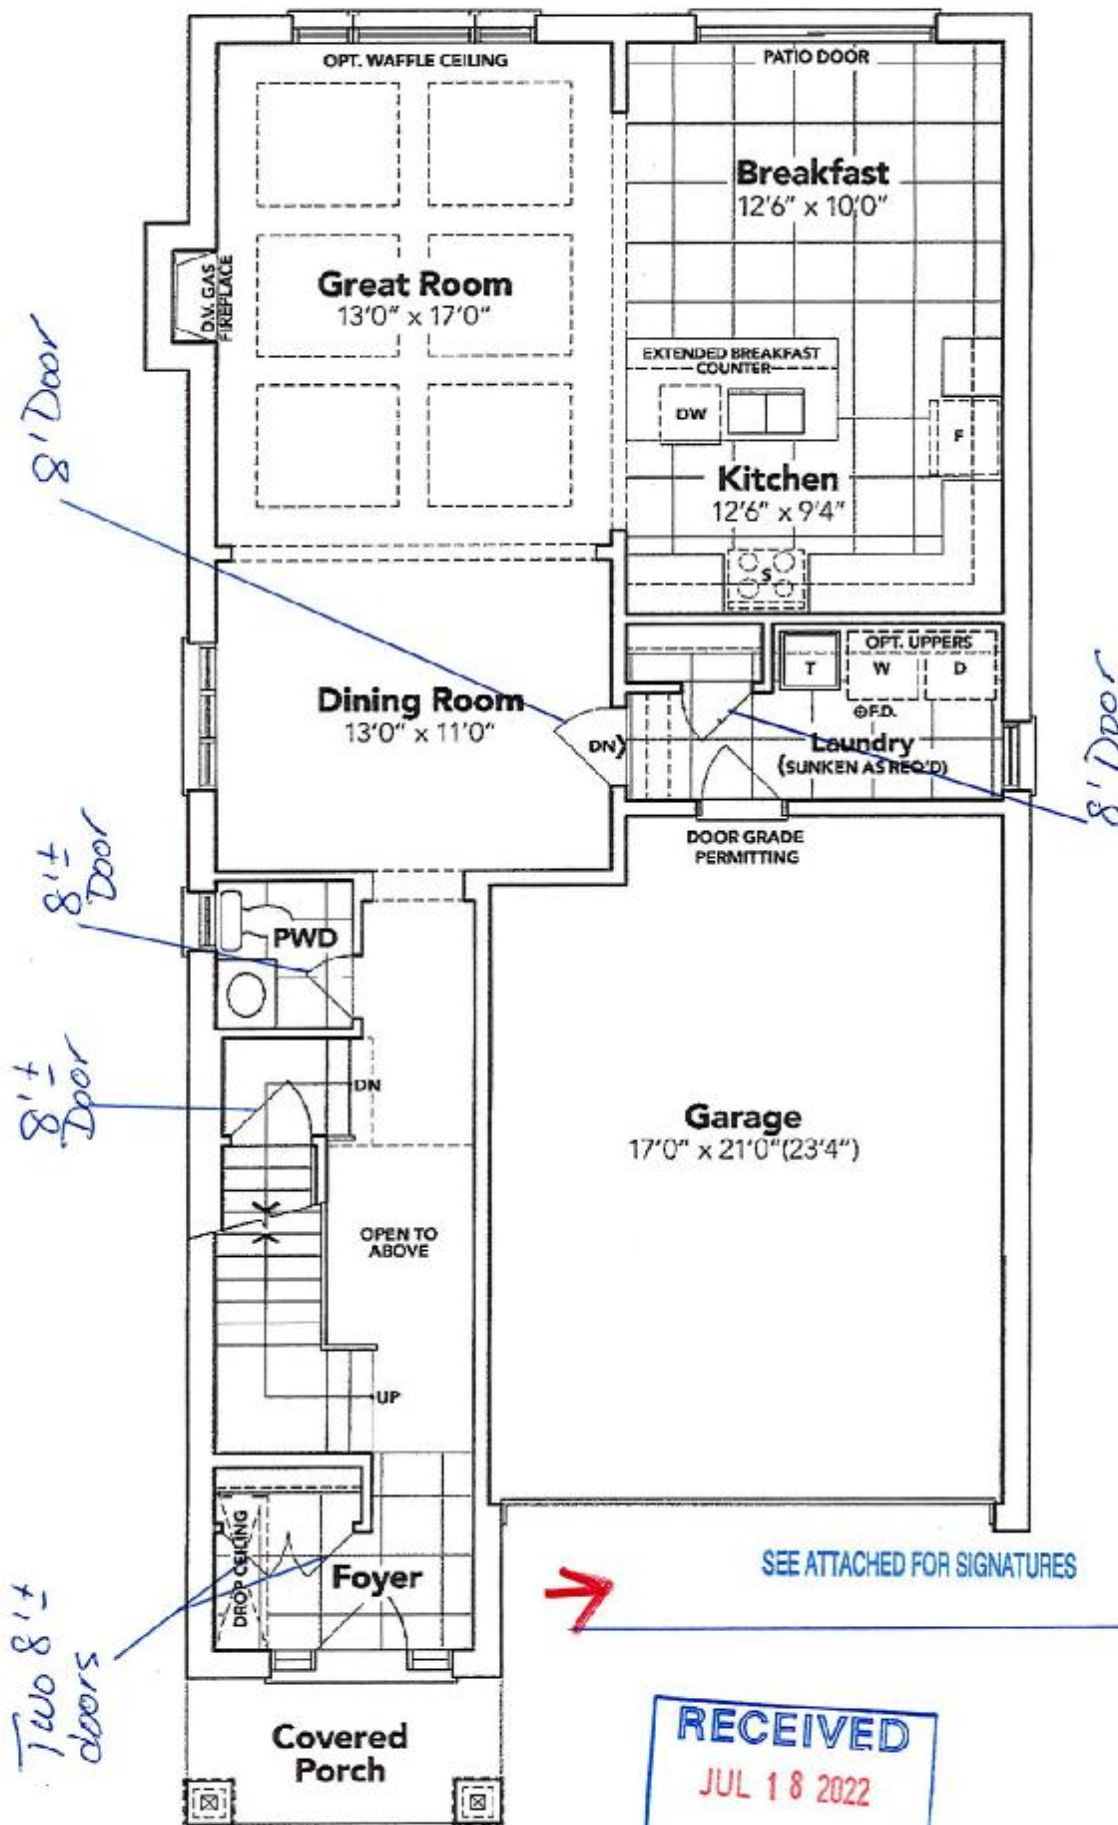 OPT. WAFFLE CEILING
PATIO DOOR
Breakfast
12'6" x 10'0"
Great Room
13'0" x 17'0"
D.V. GAS
FIREPLACE
8' Door
EXTENDED BREAKFAST
COUNTER
DW
F
Kitchen
12'6" x 9'4"
S
OPT. UPPERS
T
W
D
F.D.
Dining Room
13'0" x 11'0"
DN
Laundry
(SUNKEN AS REQ'D)
8' Door
DOOR GRADE
PERMITTING
8'±
Door
PWD
8'±
Door
DN
Garage
17'0" x 21'0"(23'4")
OPEN TO
ABOVE
UP
DROP CEILING
Foyer
SEE ATTACHED FOR SIGNATURES
Two 8'±
doors
Covered
Porch
RECEIVED
JUL 18 2022